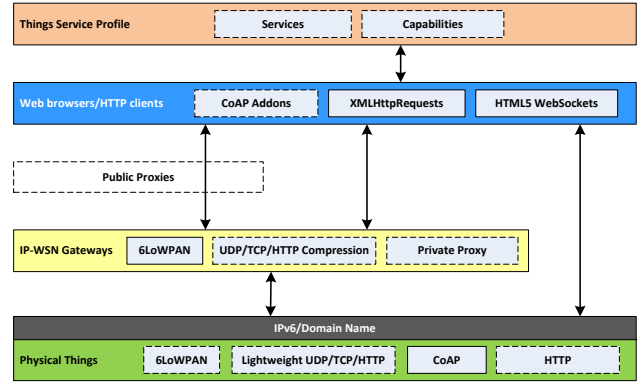 Things Service Profile
Services
Capabilities
Web browsers/HTTP clients
CoAP Addons
XMLHttpRequests
HTML5 WebSockets
Public Proxies
IP-WSN Gateways
6LoWPAN
UDP/TCP/HTTP Compression
Private Proxy
IPv6/Domain Name
Physical Things
6LoWPAN
Lightweight UDP/TCP/HTTP
CoAP
HTTP